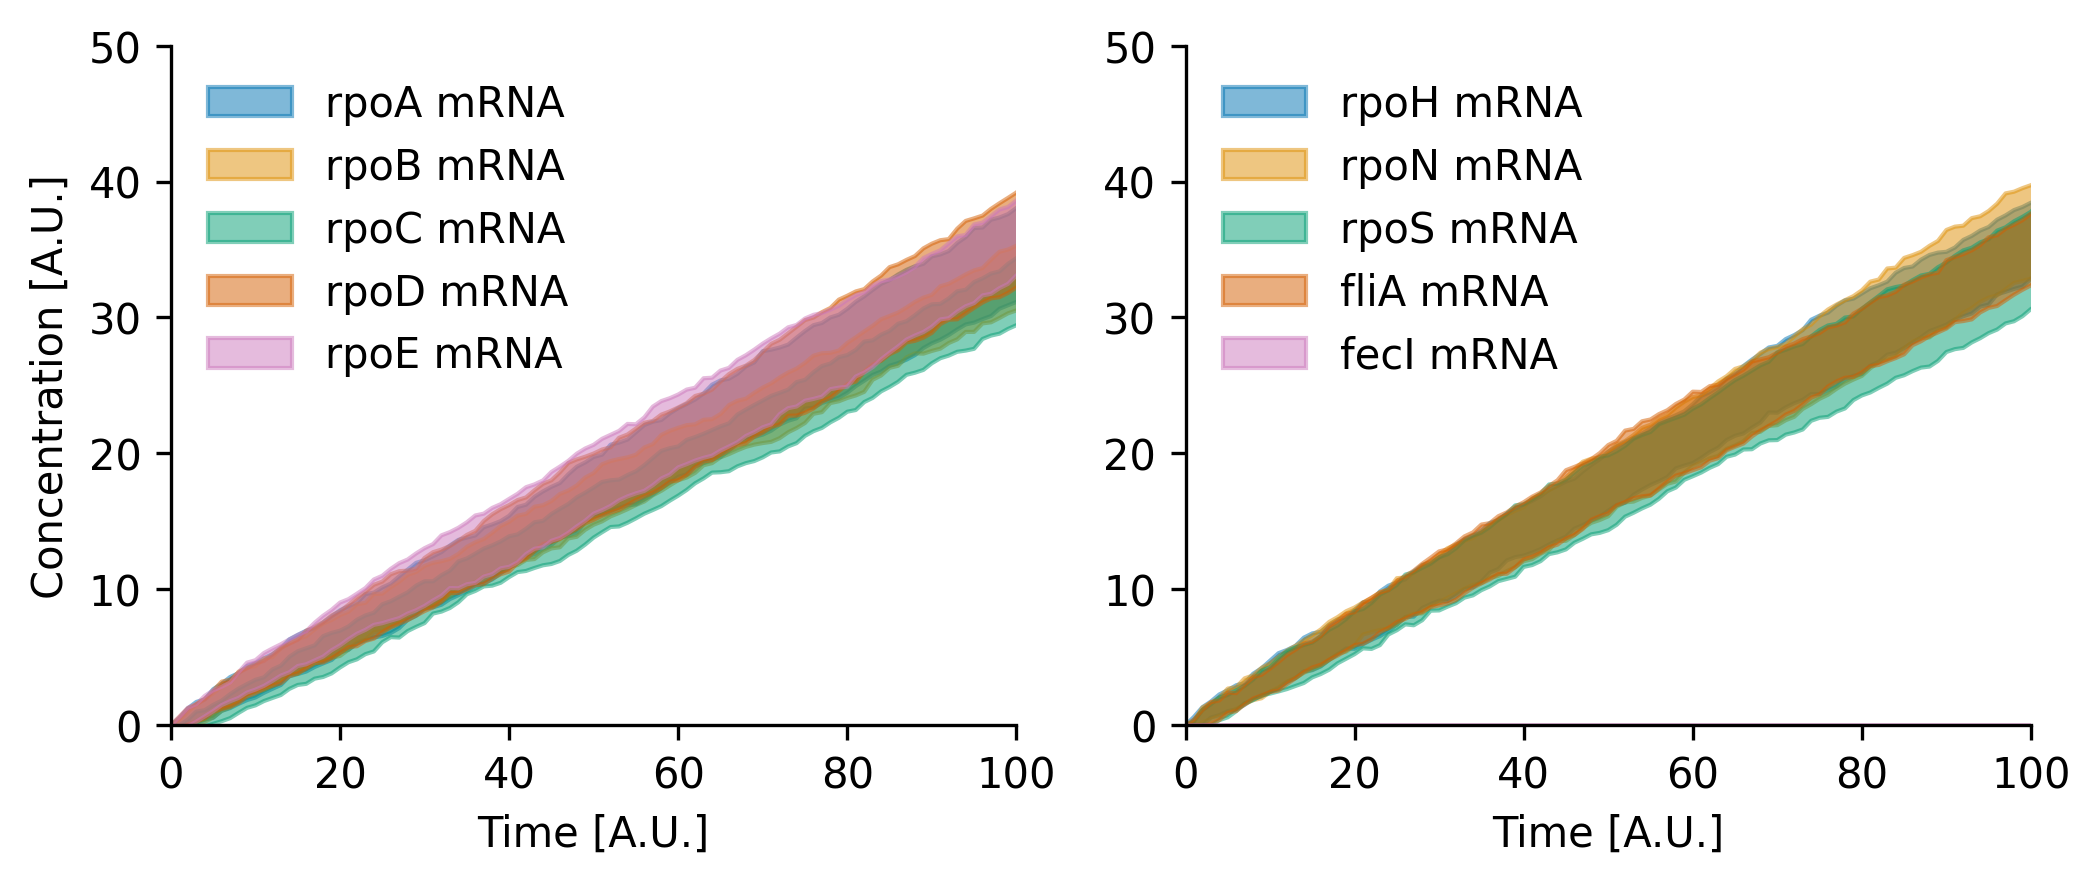 50
40
30
20
10
0
Concentration [A.U.]
rpoA mRNA
rpoB mRNA
rpoC mRNA
rpoD mRNA
rpoE mRNA
0 20 40 60 80 100
Time [A.U.]
50
40
30
20
10
0
rpoH mRNA
rpoN mRNA
rpoS mRNA
fliA mRNA
fecI mRNA
0 20 40 60 80 100
Time [A.U.]